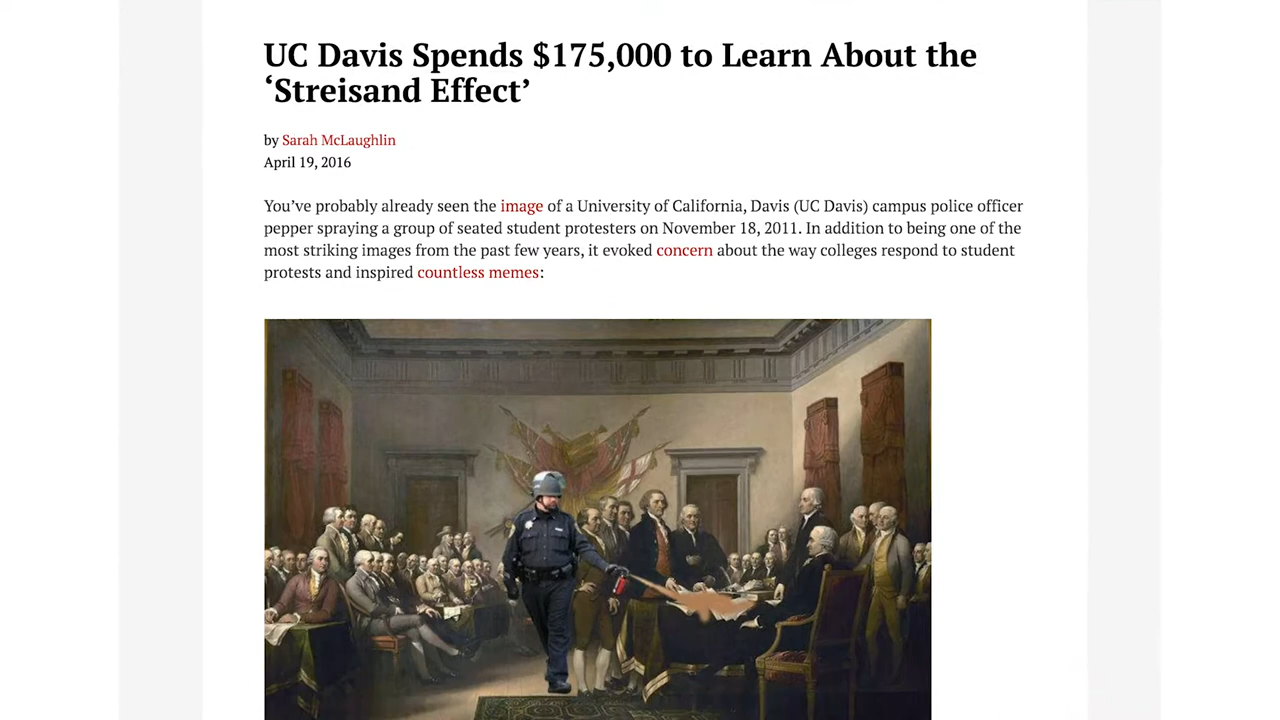 UC Davis Spends $175,000 to Learn About the
‘Streisand Effect’
by Sarah McLaughlin
April 19, 2016
You’ve probably already seen the image of a University of California, Davis (UC Davis) campus police officer
pepper spraying a group of seated student protesters on November 18, 2011. In addition to being one of the
most striking images from the past few years, it evoked concern about the way colleges respond to student
protests and inspired countless memes: